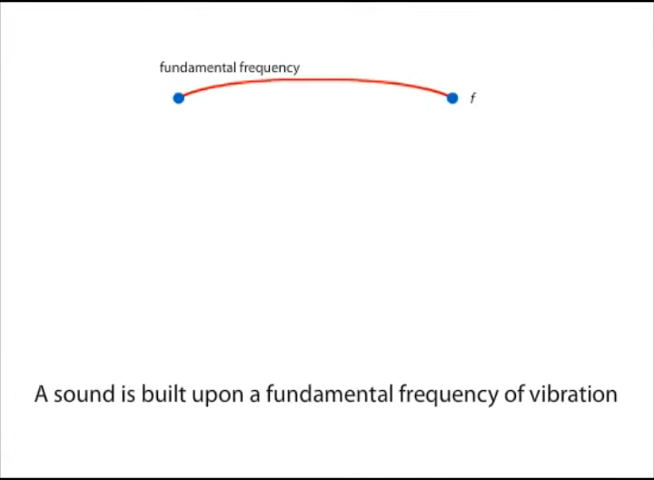 fundamental frequency
f
A sound is built upon a fundamental frequency of vibration